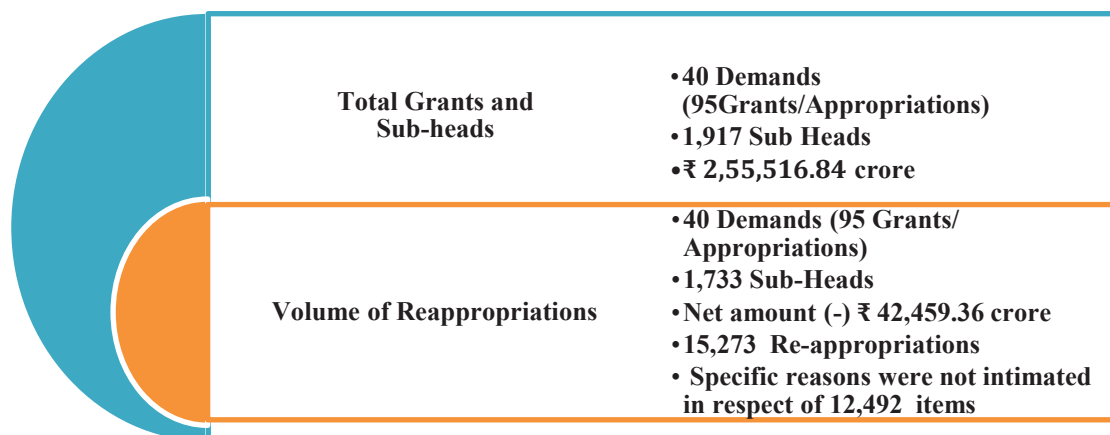 Total Grants and
Sub-heads
•40 Demands
(95Grants/Appropriations)
•1,917 Sub Heads
•₹ 2,55,516.84 crore
Volume of Reappropriations
•40 Demands (95 Grants/
Appropriations)
•1,733 Sub-Heads
•Net amount (-) ₹ 42,459.36 crore
•15,273 Re-appropriations
• Specific reasons were not intimated
in respect of 12,492 items